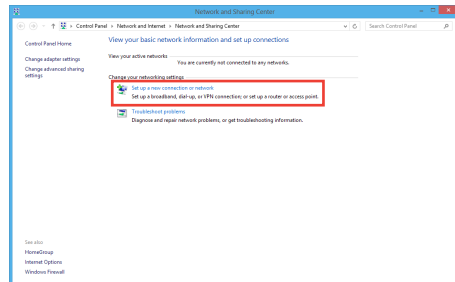 Network and Sharing Center
Control Panel ▸ Network and Internet ▸ Network and Sharing Center
Search Control Panel
Control Panel Home
Change adapter settings
Change advanced sharing
settings
View your basic network information and set up connections
View your active networks
You are currently not connected to any networks.
Change your networking settings
Set up a new connection or network
Set up a broadband, dial-up, or VPN connection; or set up a router or access point.
Troubleshoot problems
Diagnose and repair network problems, or get troubleshooting information.
See also
HomeGroup
Internet Options
Windows Firewall